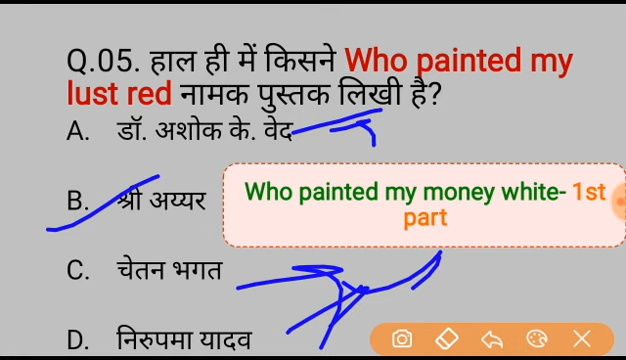 Q.05. हाल ही में किसने Who painted my
lust red नामक पुस्तक लिखी है?
A. डॉ. अशोक के. वेद
B. श्री अय्यर
Who painted my money white- 1st
part
C. चेतन भगत
D. निरुपमा यादव